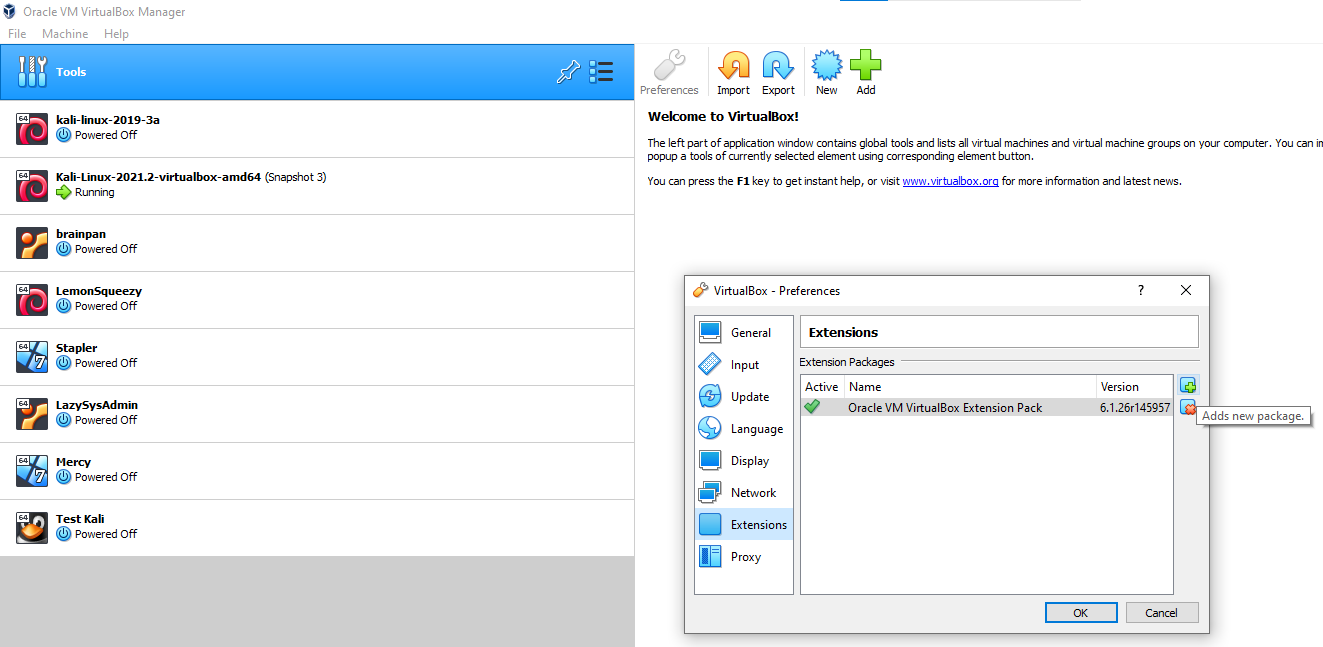 Oracle VM VirtualBox Manager
File Machine Help
Tools
64
kali-linux-2019-3a
Powered Off
64
Kali-Linux-2021.2-virtualbox-amd64 (Snapshot 3)
Running
brainpan
Powered Off
64
LemonSqueezy
Powered Off
64
7
Stapler
Powered Off
64
LazySysAdmin
Powered Off
64
7
Mercy
Powered Off
64
Test Kali
Powered Off
Preferences Import Export New Add
Welcome to VirtualBox!
The left part of application window contains global tools and lists all virtual machines and virtual machine groups on your computer. You can im
popup a tools of currently selected element using corresponding element button.
You can press the F1 key to get instant help, or visit www.virtualbox.org for more information and latest news.
VirtualBox - Preferences ?
General
Input
Update
Language
Display
Network
Extensions
Proxy
Extensions
Extension Packages
Active Name Version
Oracle VM VirtualBox Extension Pack 6.1.26r145957
Adds new package.
OK Cancel